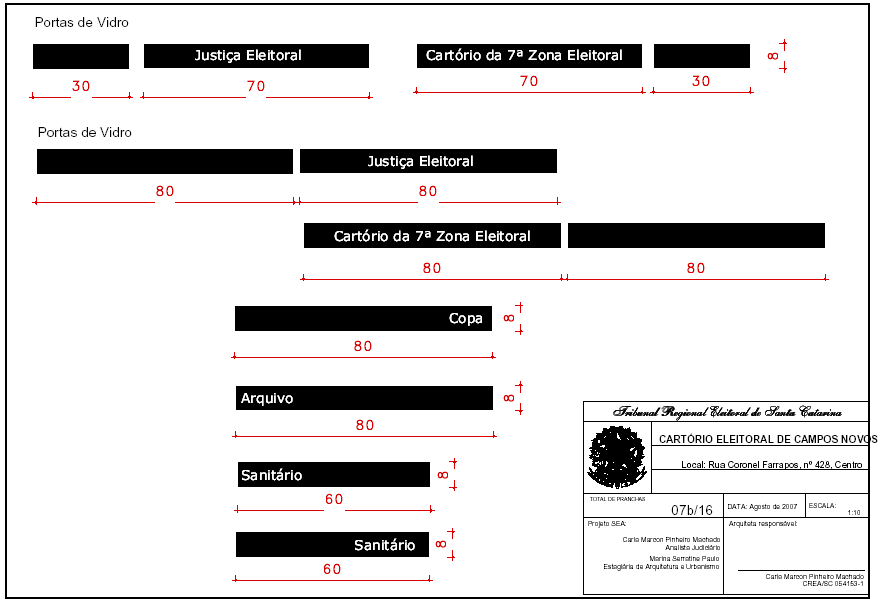 Portas de Vidro
Justiça Eleitoral
Cartório da 7ª Zona Eleitoral
8
30
70
70
30
Portas de Vidro
Justiça Eleitoral
80
80
Cartório da 7ª Zona Eleitoral
80
80
Copa
8
80
Arquivo
8
80
Sanitário
8
60
Sanitário
8
60
Tribunal Regional Eleitoral de Santa Catarina
CARTÓRIO ELEITORAL DE CAMPOS NOVOS
Local: Rua Coronel Farrapos, nº 428, Centro
TOTAL DE PRANCHAS
07b/16
DATA: Agosto de 2007
ESCALA:
1:10
Projeto SEA:
Carla Marcon Pinheiro Machado
Analista Judiciário
Marina Serratine Paulo
Estagiária de Arquitetura e Urbanismo
Arquiteta responsável:
Carla Marcon Pinheiro Machado
CREA/SC 054153-1